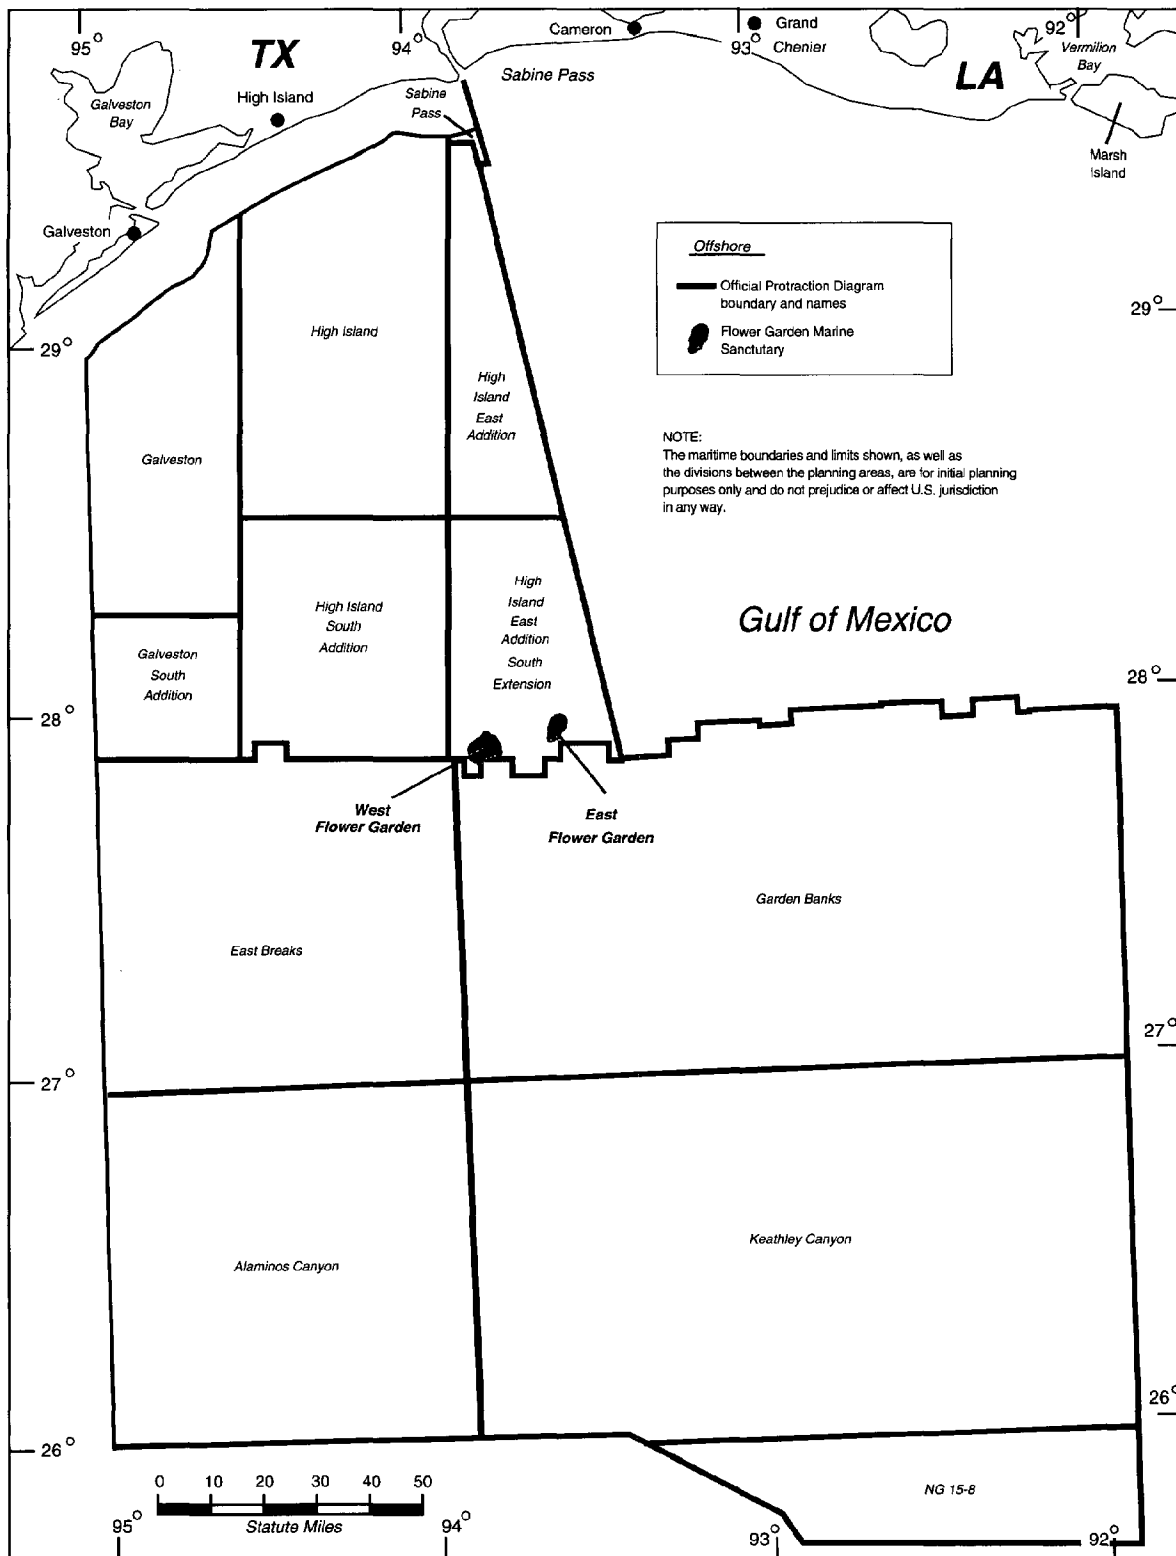 95°
94°
Cameron
Grand
Chenier
93°
92°
Vermilion
Bay
TX
Sabine Pass
LA
Galveston
Bay
High Island
Sabine
Pass
Marsh
Island
Galveston
Offshore
Official Protraction Diagram
boundary and names
Flower Garden Marine
Sanctutary
29°
29°
High Island
High
Island
East
Addition
NOTE:
The maritime boundaries and limits shown, as well as
the divisions between the planning areas, are for initial planning
purposes only and do not prejudice or affect U.S. jurisdiction
in any way.
Galveston
High Island
South
Addition
High
Island
East
Addition
South
Extension
Gulf of Mexico
Galveston
South
Addition
28°
28°
West
Flower Garden
East
Flower Garden
Garden Banks
East Breaks
27°
27°
Keathley Canyon
Alaminos Canyon
26°
26°
0 10 20 30 40 50
Statute Miles
NG 15-8
95°
94°
93°
92°